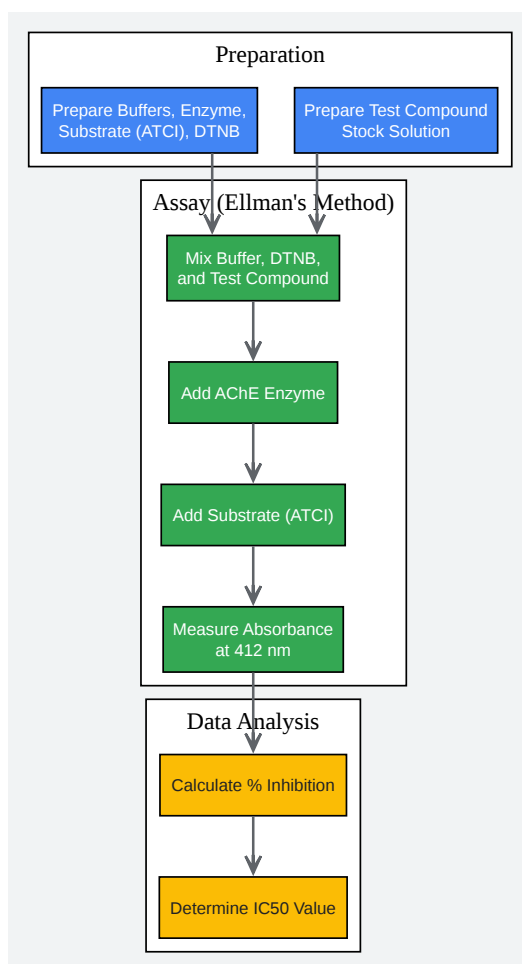 Preparation
Prepare Buffers, Enzyme,
Substrate (ATCI), DTNB
Prepare Test Compound
Stock Solution
Assay (Ellman's Method)
Mix Buffer, DTNB,
and Test Compound
Add AChE Enzyme
Add Substrate (ATCI)
Measure Absorbance
at 412 nm
Data Analysis
Calculate % Inhibition
Determine IC50 Value